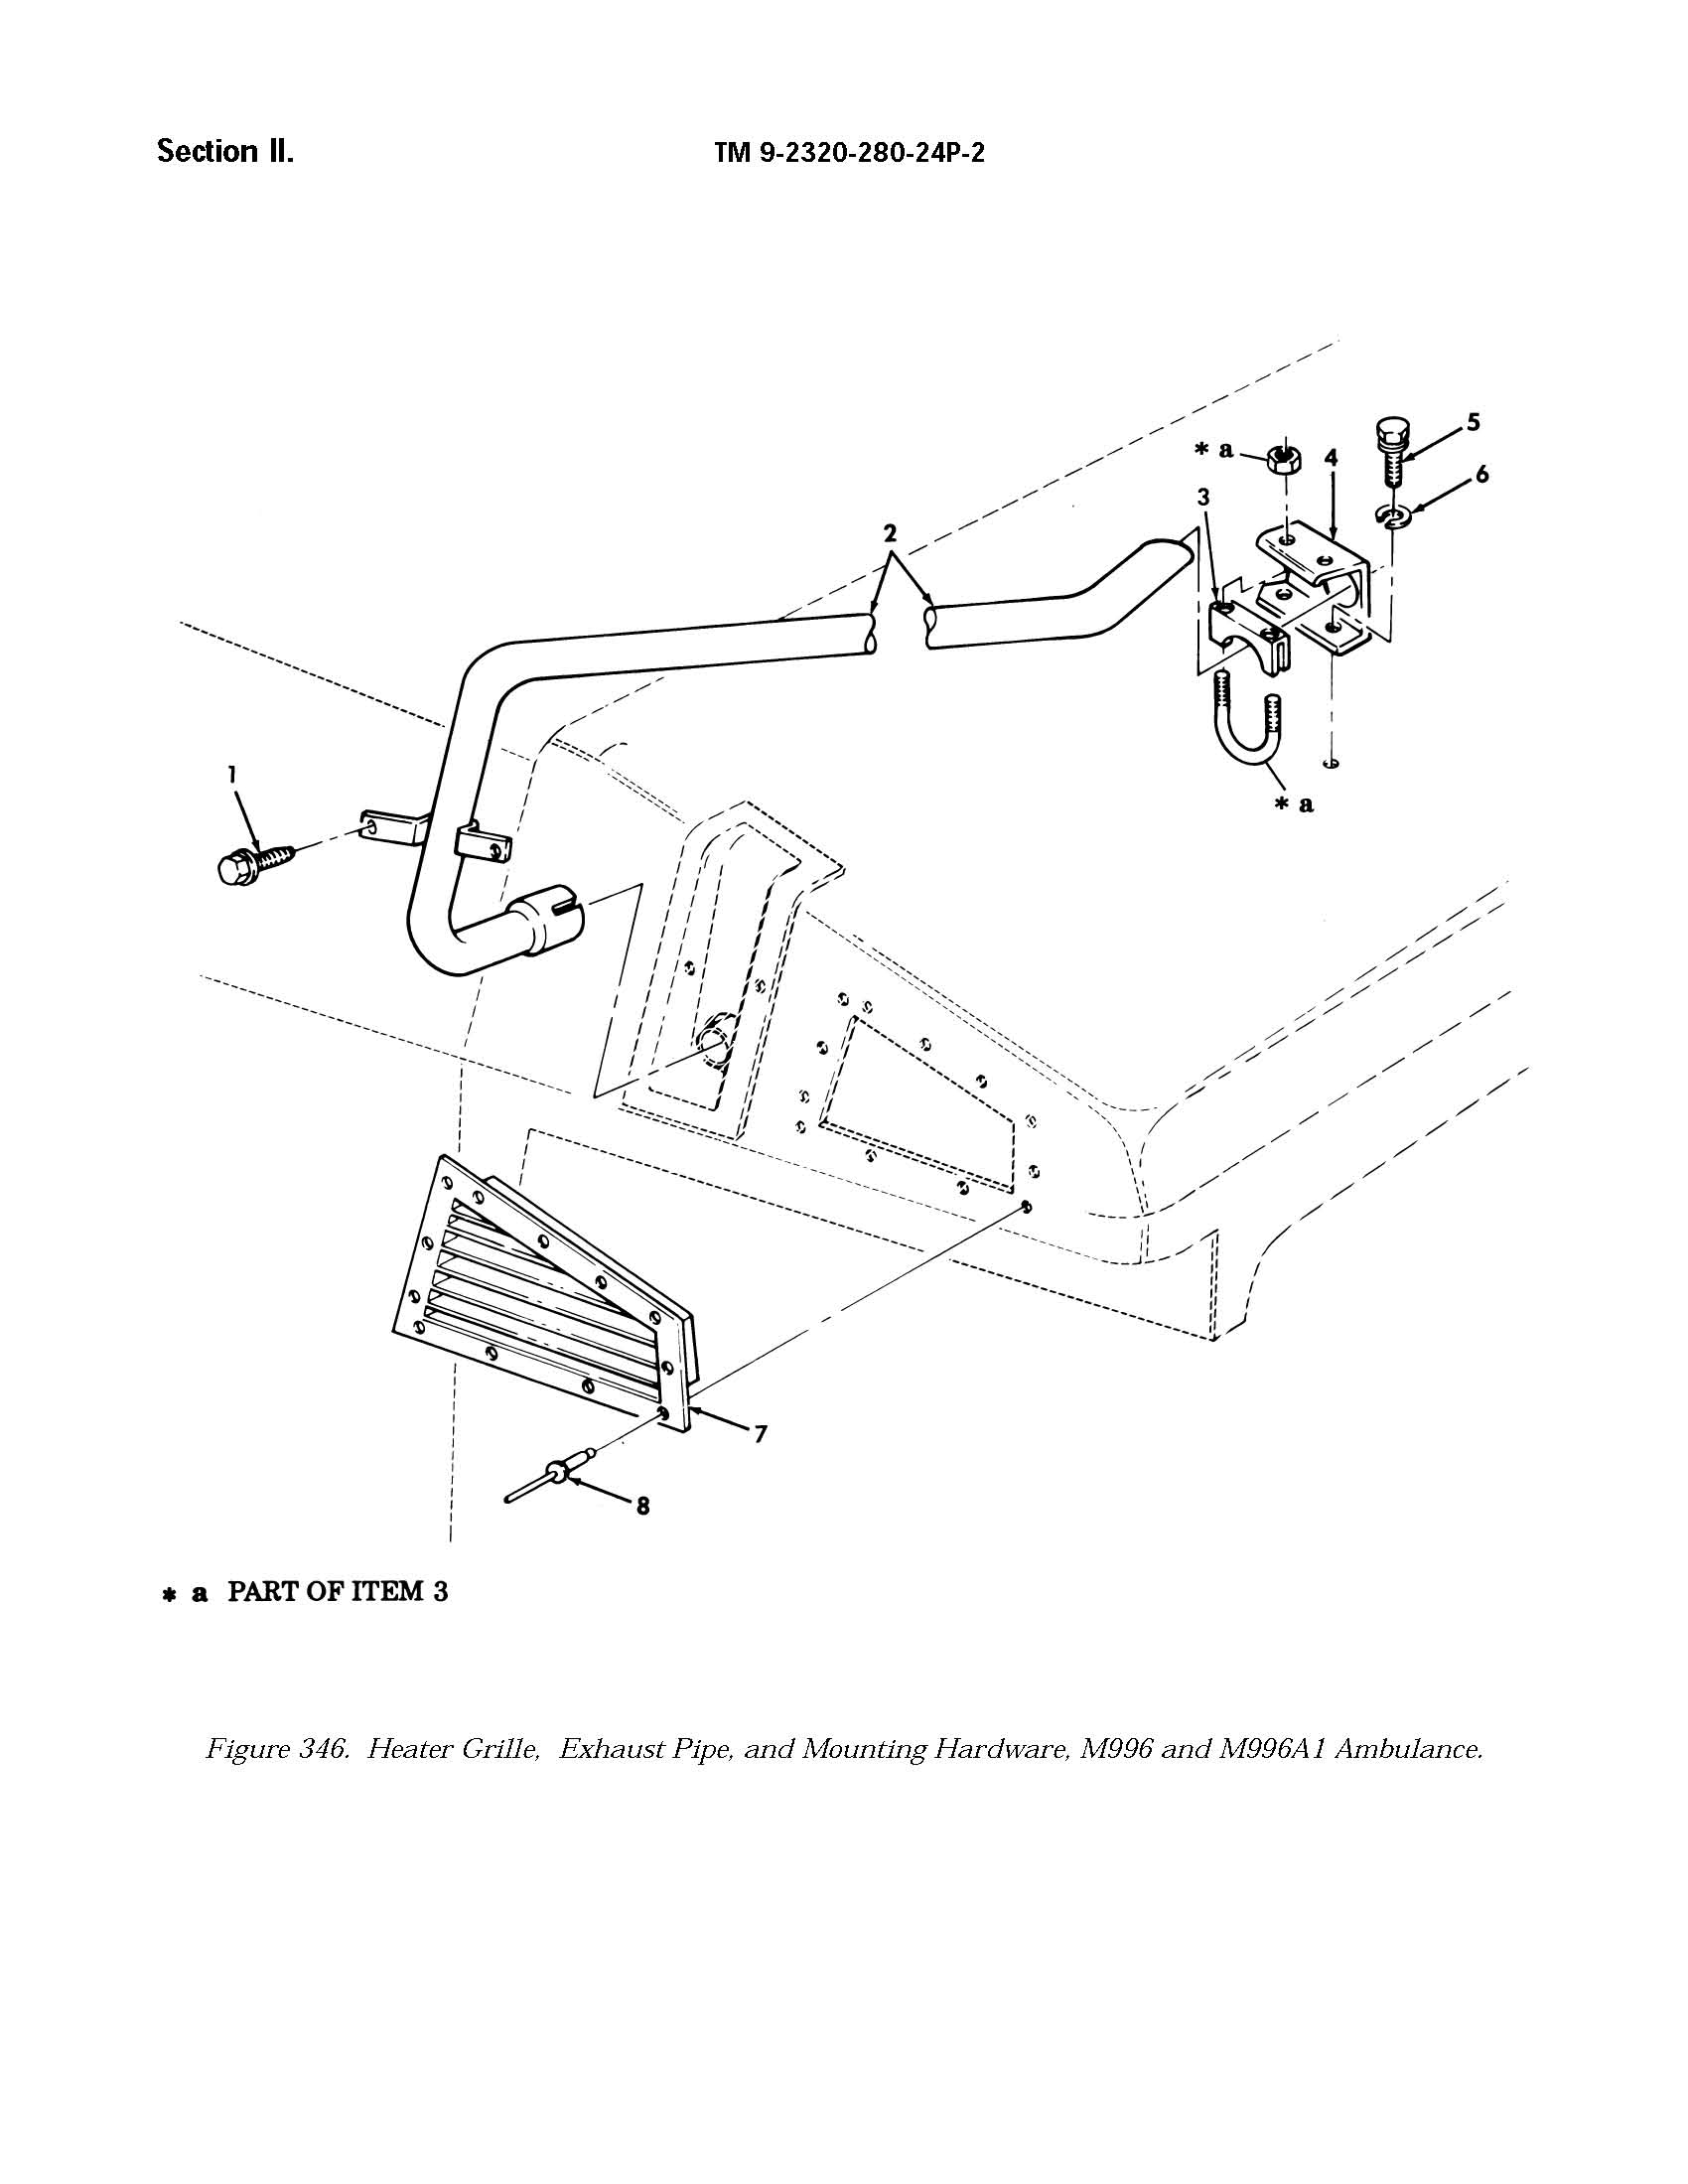 Section II.
TM 9-2320-280-24P-2
5
* a
4
6
3
2
1
* a
7
8
* a PART OF ITEM 3
Figure 346. Heater Grille, Exhaust Pipe, and Mounting Hardware, M996 and M996A1 Ambulance.